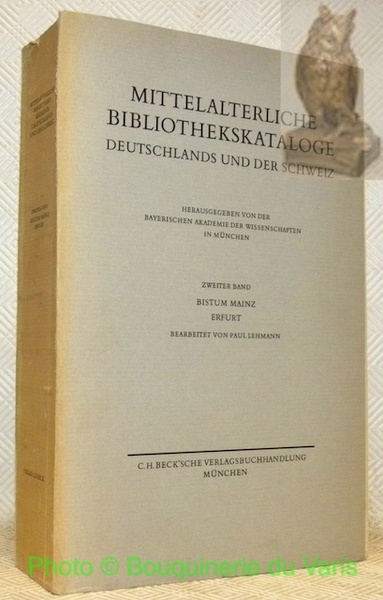 MITTELALTERLICHE
BIBLIOTHEKSKATALOGE
DEUTSCHLANDS UND DER SCHWEIZ
HERAUSGEGEBEN VON DER
BAYERISCHEN AKADEMIE DER WISSENSCHAFTEN
IN MÜNCHEN
ZWEITER BAND
BISTUM MAINZ
ERFURT
BEARBEITET VON PAUL LEHMANN
C.H.BECK'SCHE VERLAGSBUCHHANDLUNG
MÜNCHEN
Photo © Bouquinerie du Varis